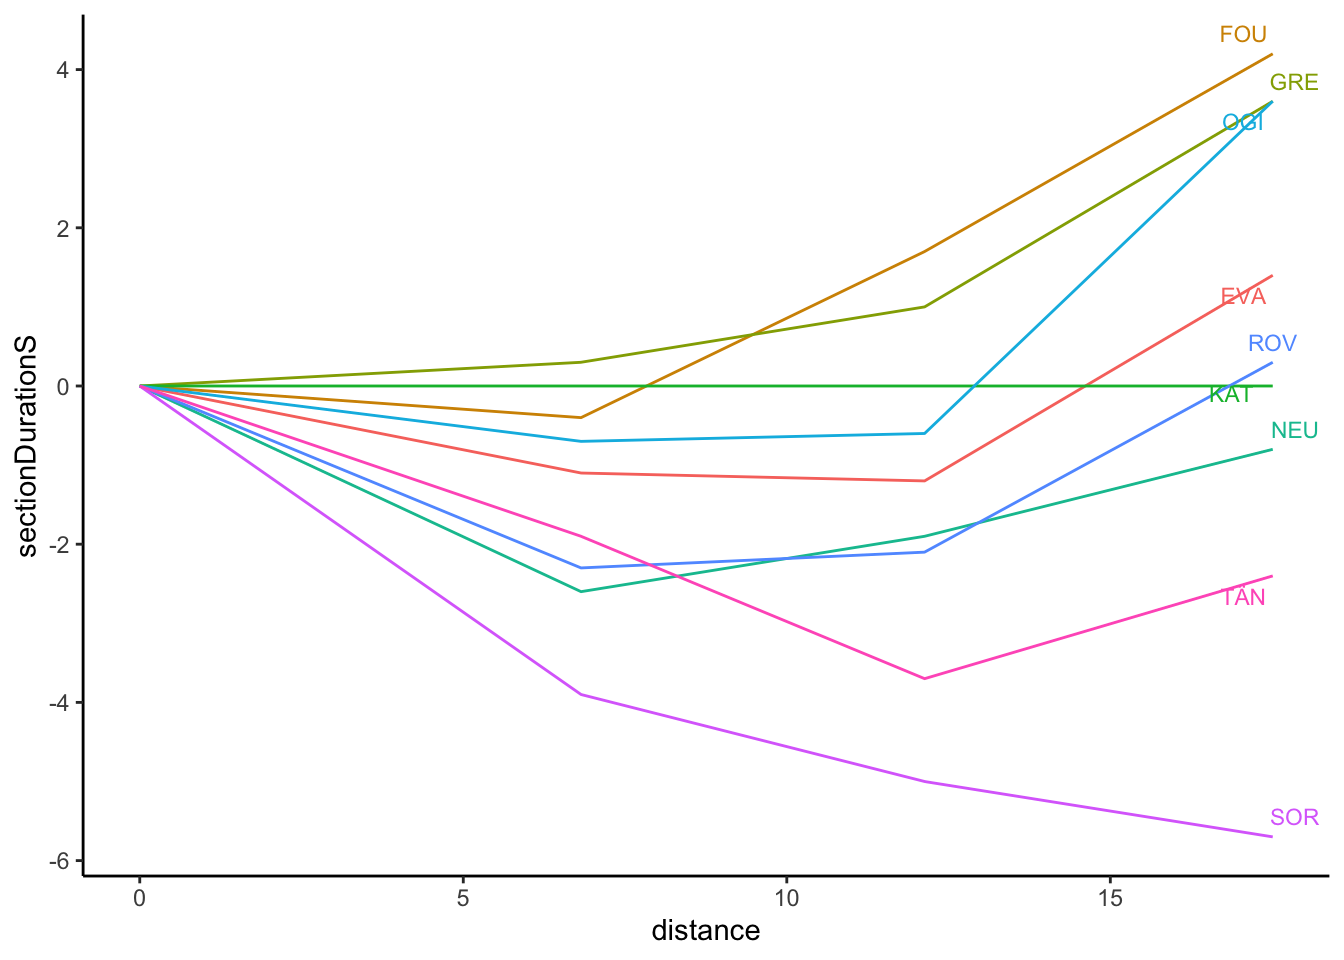 FOU
4
GRE
OGI
2
EVA
ROV
sectionDurationS
0
KAT
NEU
-2
TÄN
-4
SOR
-6
0 5 10 15
distance